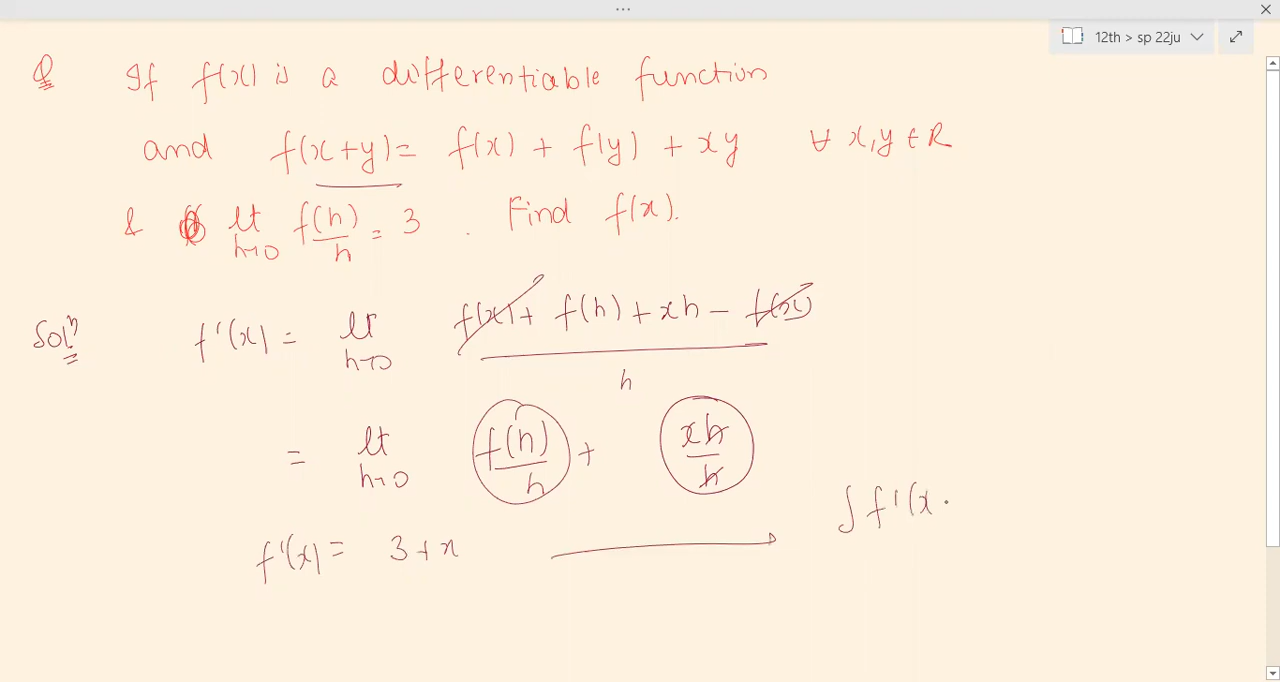 12th > sp 22ju
Q If f(x) is a differentiable function
and f(x+y) = f(x) + f(y) + xy ∀ x,y ∈ R
& lt h→0 f(h)/h = 3 . Find f(x).
Solⁿ f'(x) = lt h→0 f(x) + f(h) + xh - f(x) / h
= lt h→0 f(h)/h + xh/h
f'(x) = 3 + x → ∫ f'(x